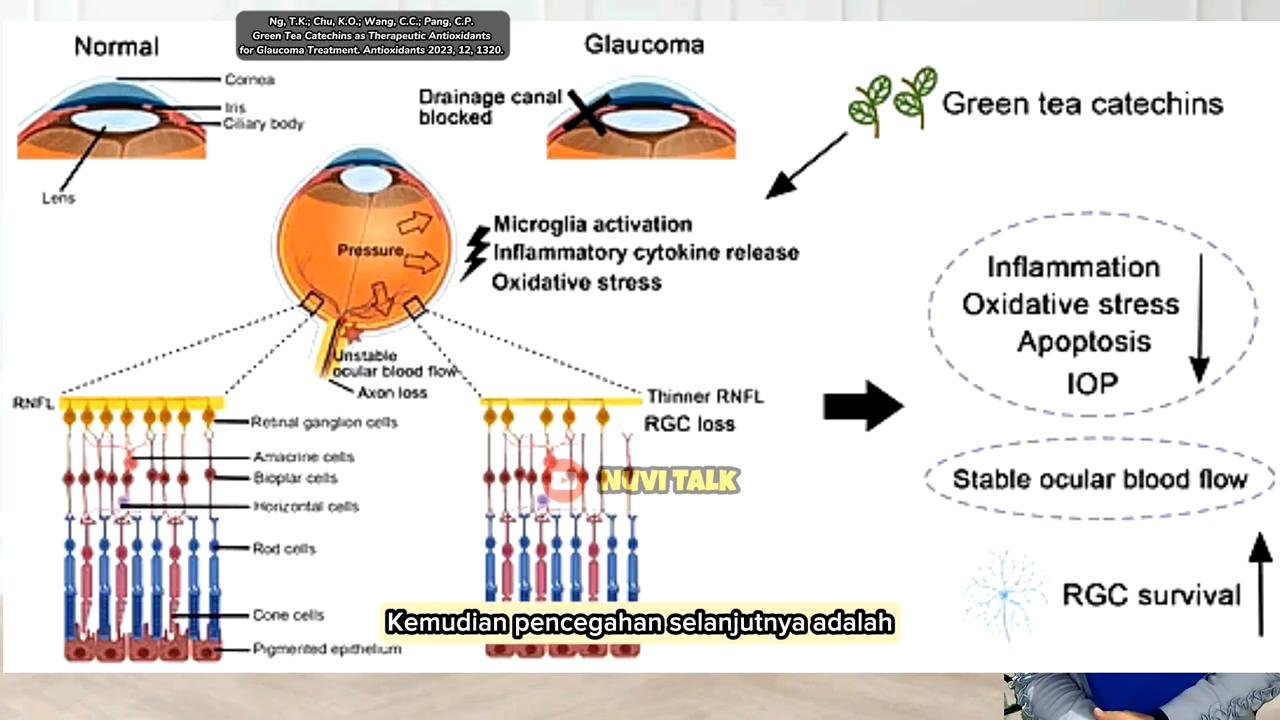 Ng, T.K.; Chu, K.O.; Wang, C.C.; Pang, C.P.
Green Tea Catechins as Therapeutic Antioxidants
for Glaucoma Treatment. Antioxidants 2023, 12, 1320.
Normal
Cornea
Iris
Ciliary body
Lens
Glaucoma
Drainage canal
blocked
Green tea catechins
Pressure
Microglia activation
Inflammatory cytokine release
Oxidative stress
Unstable
ocular blood flow
Axon loss
RNFL
Retinal ganglion cells
Amacrine cells
Bioplar cells
Horizontal cells
Rod cells
Cone cells
Pigmented epithelium
Thinner RNFL
RGC loss
NUVI TALK
Inflammation
Oxidative stress
Apoptosis
IOP
Stable ocular blood flow
RGC survival
Kemudian pencegahan selanjutnya adalah